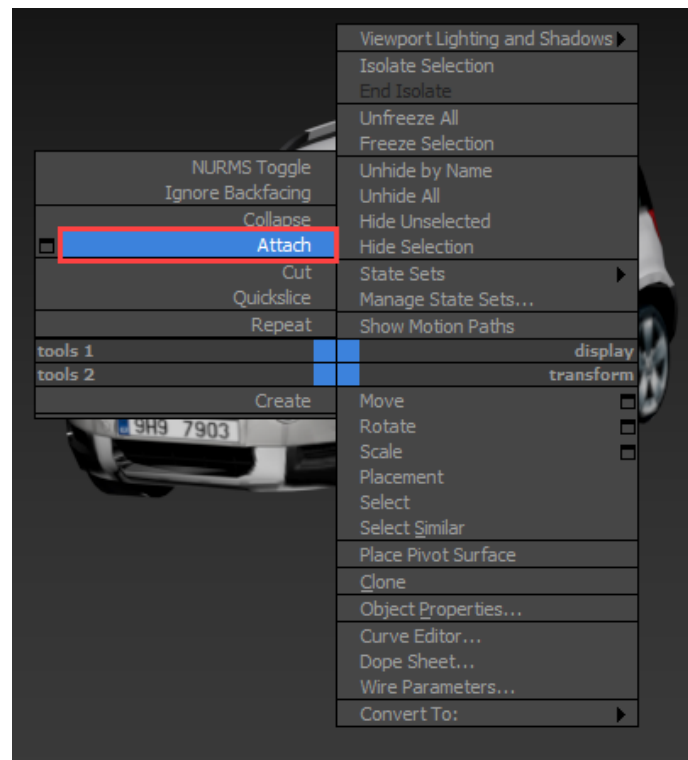 Viewport Lighting and Shadows
Isolate Selection
End Isolate
Unfreeze All
Freeze Selection
Unhide by Name
Unhide All
Hide Unselected
Hide Selection
State Sets
Manage State Sets...
Show Motion Paths
NURMS Toggle
Ignore Backfacing
Collapse
Attach
Cut
Quickslice
Repeat
tools 1
display
tools 2
transform
Create
Move
Rotate
Scale
Placement
Select
Select Similar
Place Pivot Surface
Clone
Object Properties...
Curve Editor...
Dope Sheet...
Wire Parameters...
Convert To:
9H9 7903